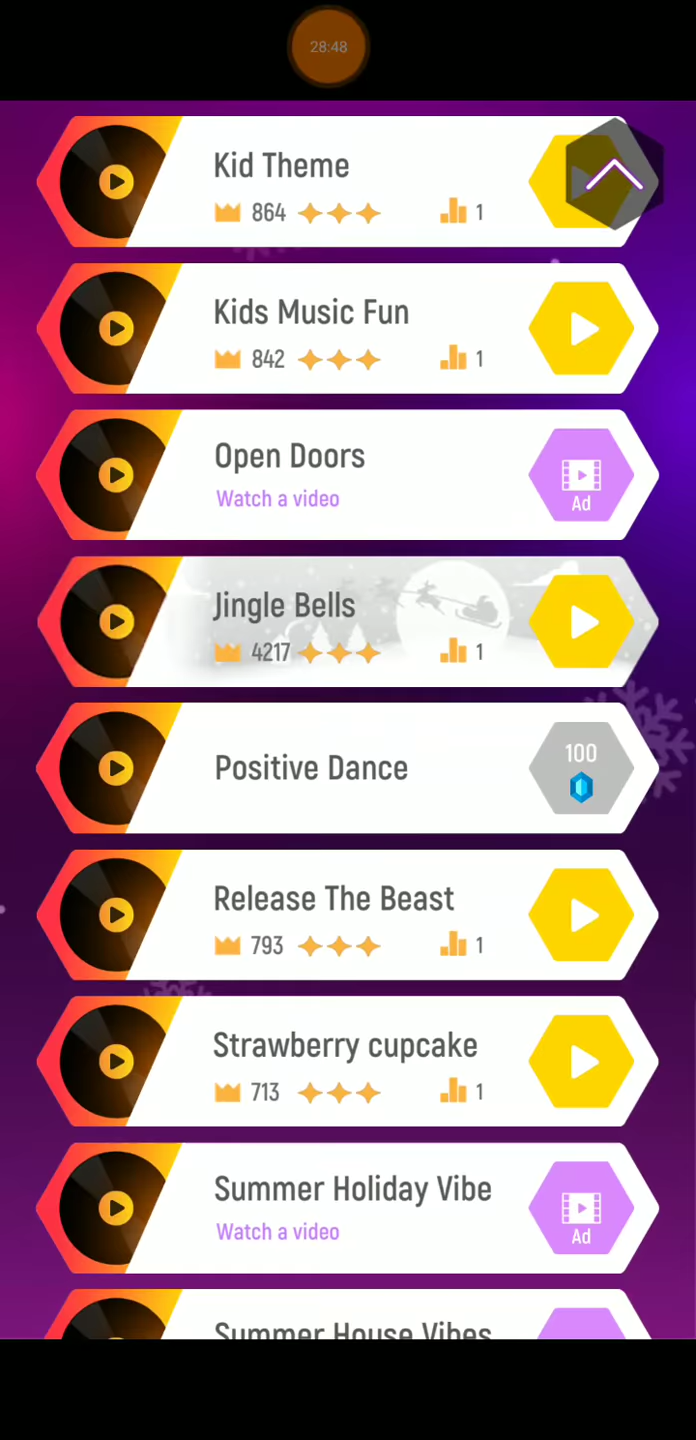 28:48
Kid Theme
864 1
Kids Music Fun
842 1
Open Doors
Watch a video
Ad
Jingle Bells
4217 1
Positive Dance
100
Release The Beast
793 1
Strawberry cupcake
713 1
Summer Holiday Vibe
Watch a video
Ad
Summer House Vibes